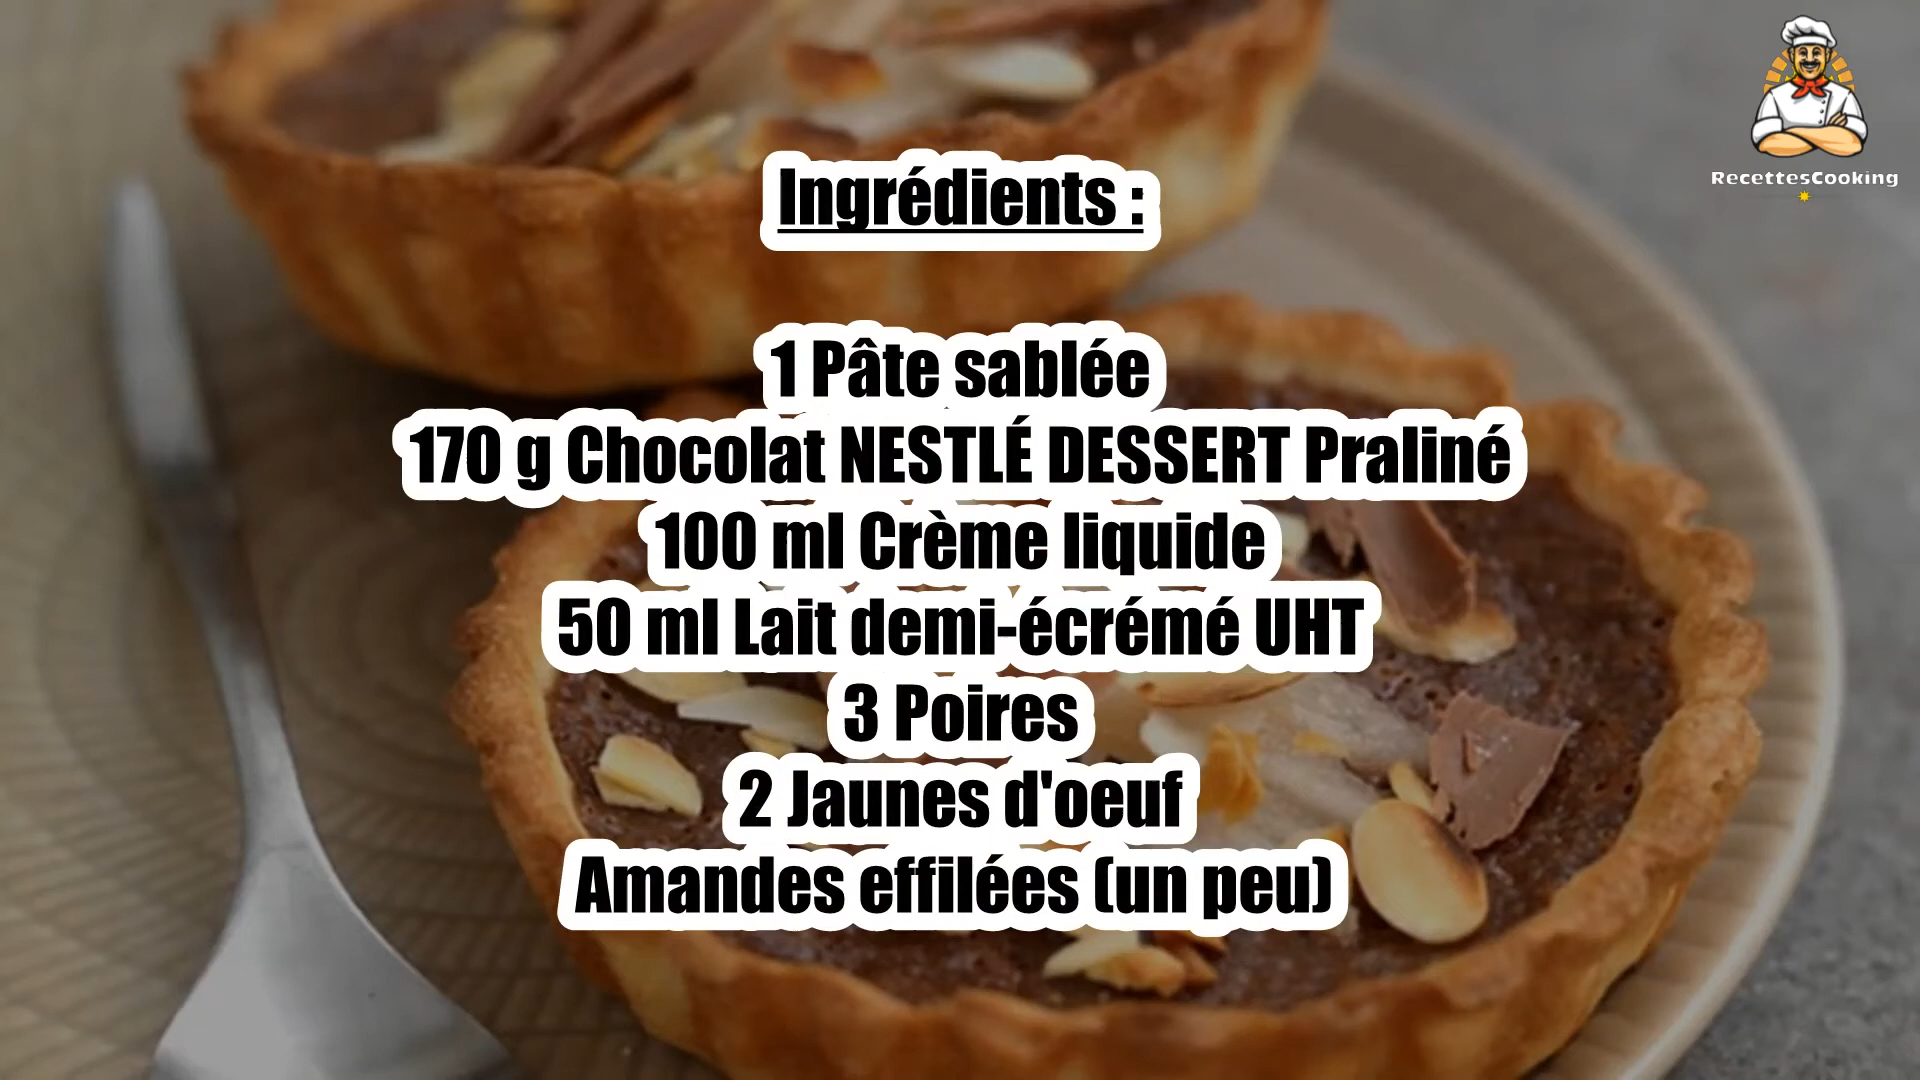 RecettesCooking
Ingrédients :
1 Pâte sablée
170 g Chocolat NESTLÉ DESSERT Praliné
100 ml Crème liquide
50 ml Lait demi-écrémé UHT
3 Poires
2 Jaunes d'oeuf
Amandes effilées (un peu)